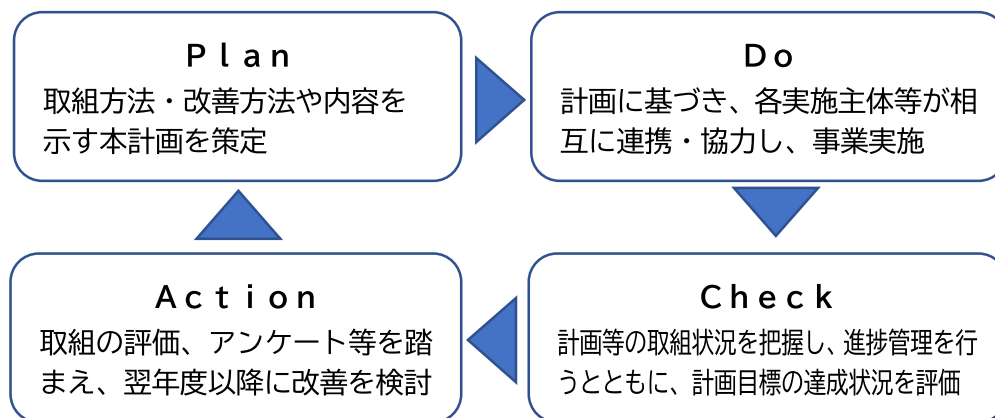 Ｐｌａｎ
取組方法・改善方法や内容を
示す本計画を策定
Ｄｏ
計画に基づき、各実施主体等が相
互に連携・協力し、事業実施
Ｃｈｅｃｋ
計画等の取組状況を把握し、進捗管理を行
うとともに、計画目標の達成状況を評価
Ａｃｔｉｏｎ
取組の評価、アンケート等を踏
まえ、翌年度以降に改善を検討